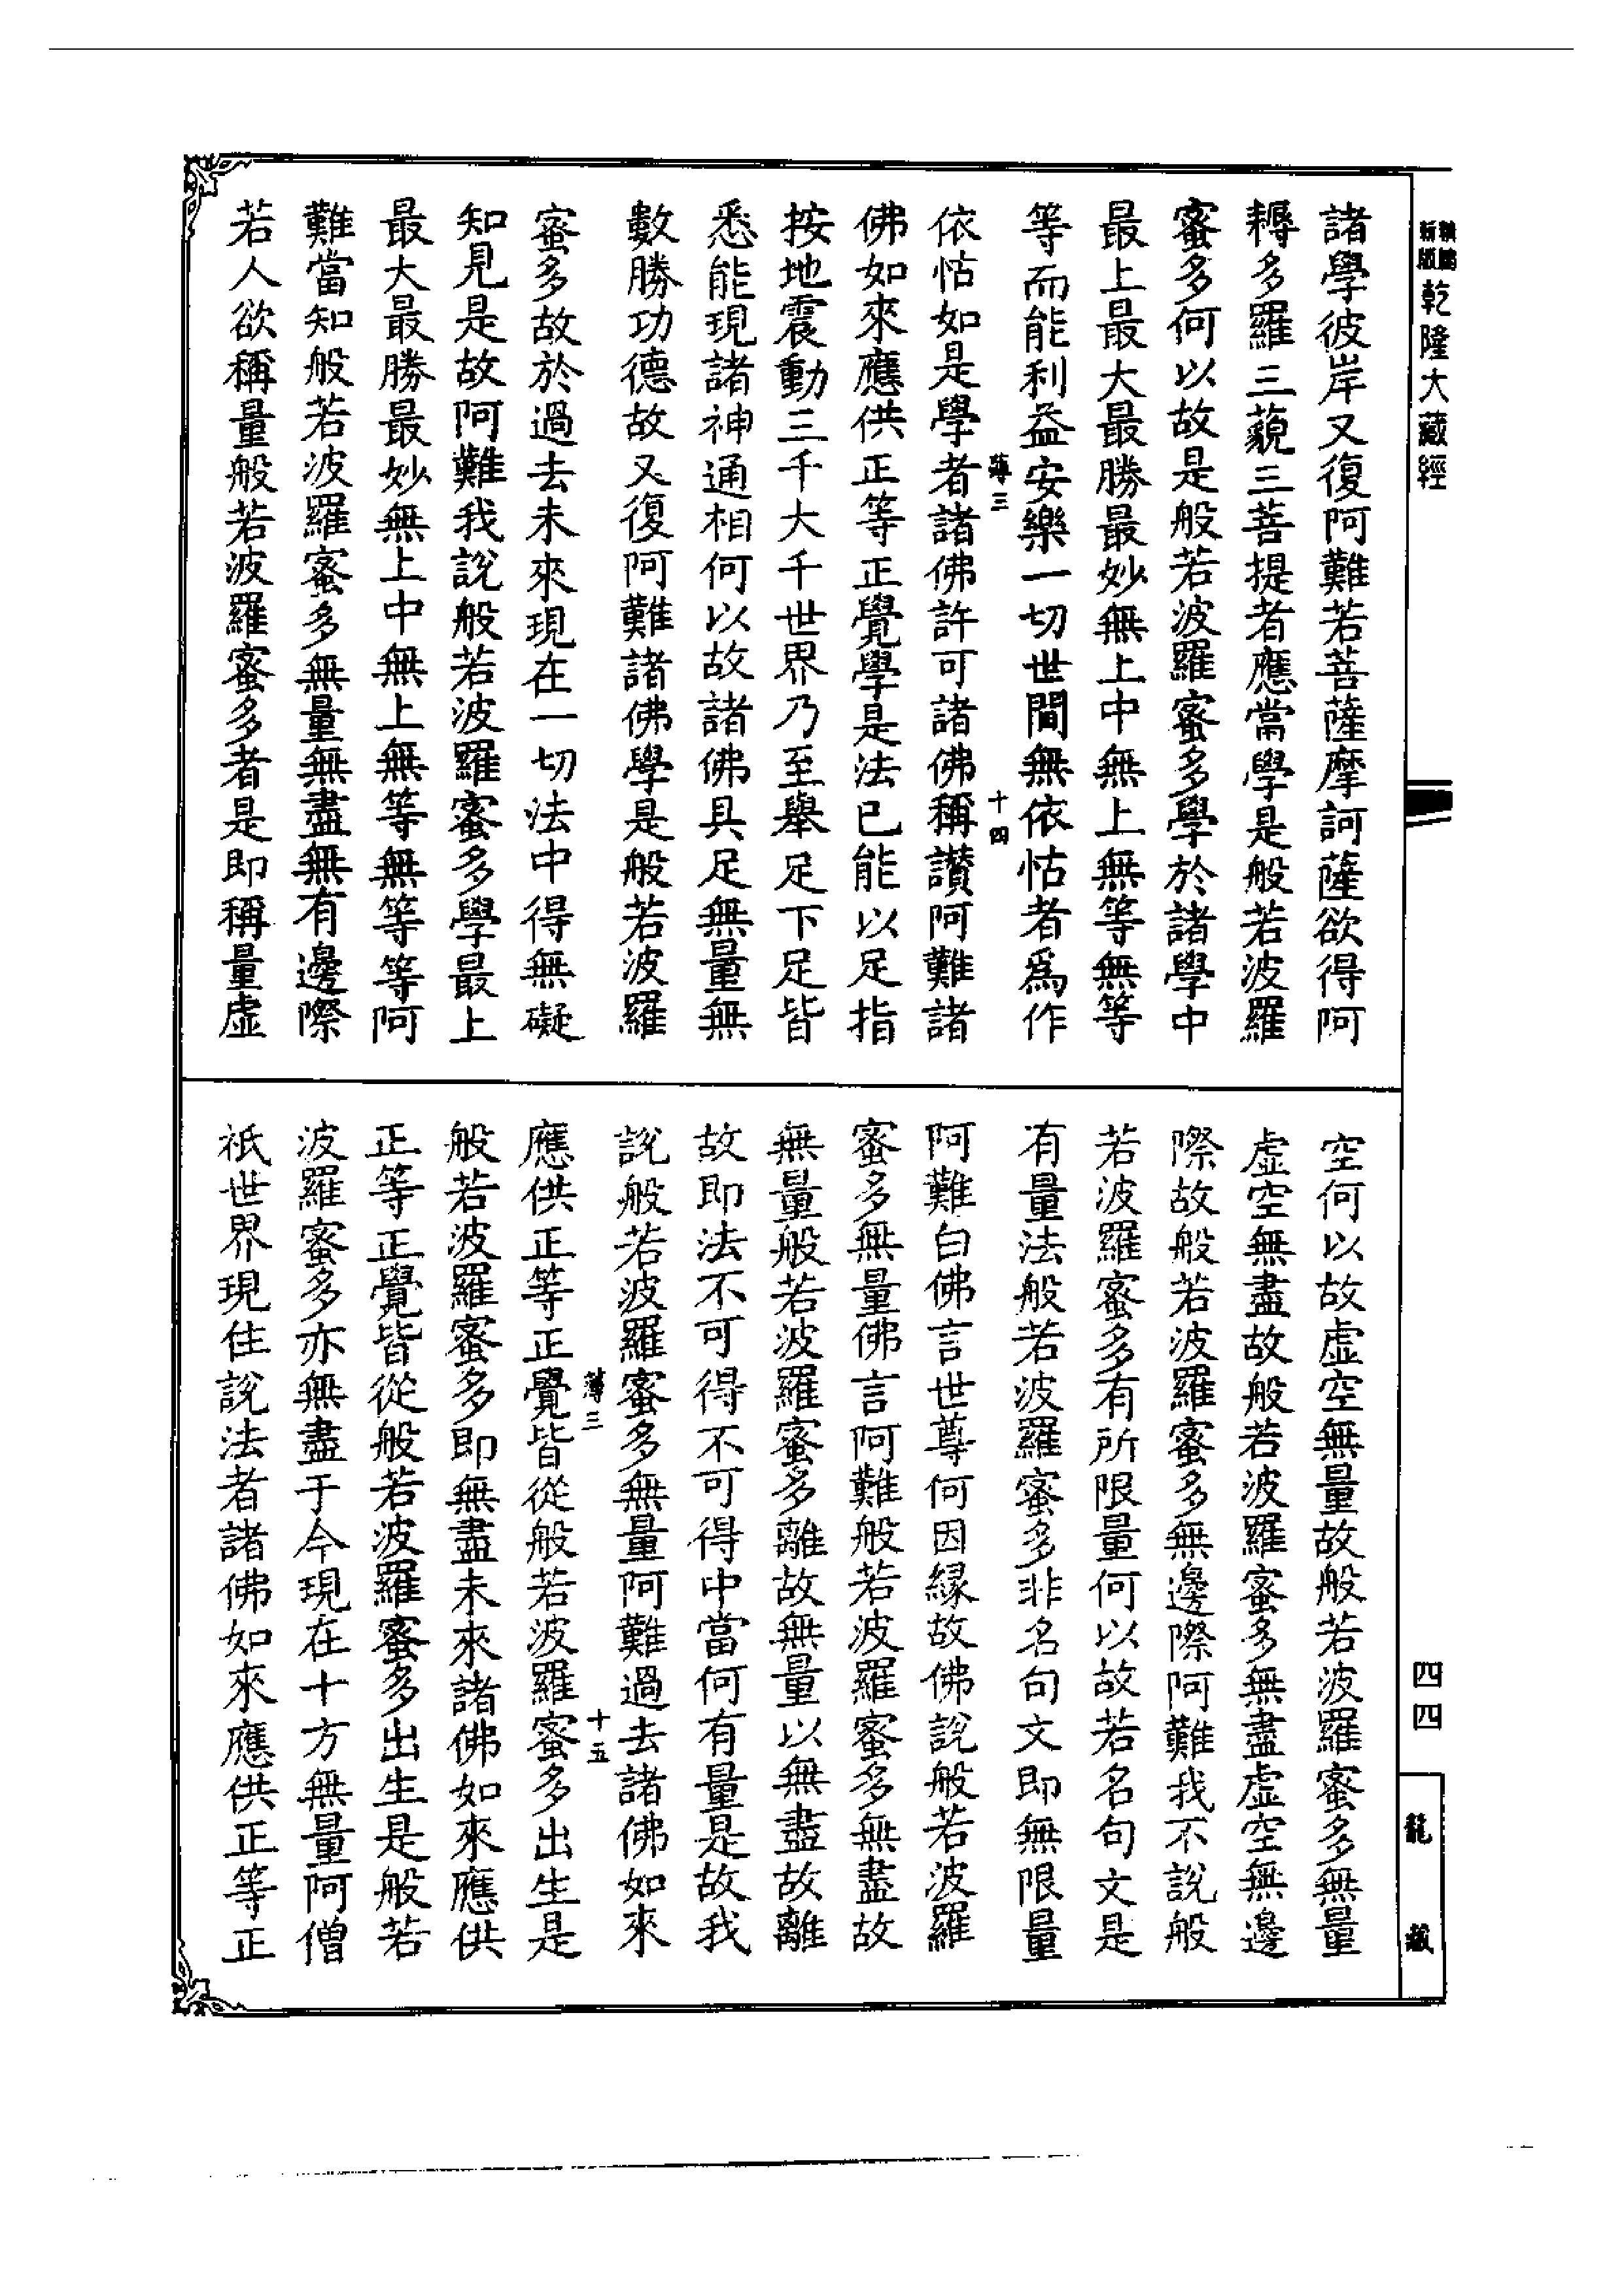 新版
乾隆大藏經
諸學彼岸又復阿難若菩薩摩訶薩欲得阿
耨多羅三藐三菩提者應當學是般若波羅
蜜多何以故是般若波羅蜜多學於諸學中
最上最大最勝最妙無上中無上無等無等
等而能利益安樂一切世間無依怙者爲作
薄三
十四
依怙如是學者諸佛許可諸佛稱讚阿難諸
佛如來應供正等正覺學是法已能以足指
按地震動三千大千世界乃至舉足下足皆
悉能現諸神通相何以故諸佛具足無量無
數勝功德故又復阿難諸佛學是般若波羅
蜜多故於過去未來現在一切法中得無礙
知見是故阿難我說般若波羅蜜多學最上
最大最勝最妙無上中無上無等無等等阿
難當知般若波羅蜜多無量無盡無有邊際
若人欲稱量般若波羅蜜多者是即稱量虛
空何以故虛空無量故般若波羅蜜多無量
虛空無盡故般若波羅蜜多無盡虛空無邊
際故般若波羅蜜多無邊際阿難我不說般
若波羅蜜多有所限量何以故若名句文是
有量法般若波羅蜜多非名句文即無限量
阿難白佛言世尊何因緣故佛說般若波羅
蜜多無量佛言阿難般若波羅蜜多無盡故
無量般若波羅蜜多離故無量以無盡故離
故即法不可得不可得中當何有量是故我
說般若波羅蜜多無量阿難過去諸佛如來
薄三
十五
應供正等正覺皆從般若波羅蜜多出生是
般若波羅蜜多即無盡未來諸佛如來應供
正等正覺皆從般若波羅蜜多出生是般若
波羅蜜多亦無盡于今現在十方無量阿僧
祇世界現住說法者諸佛如來應供正等正
四四
龍藏